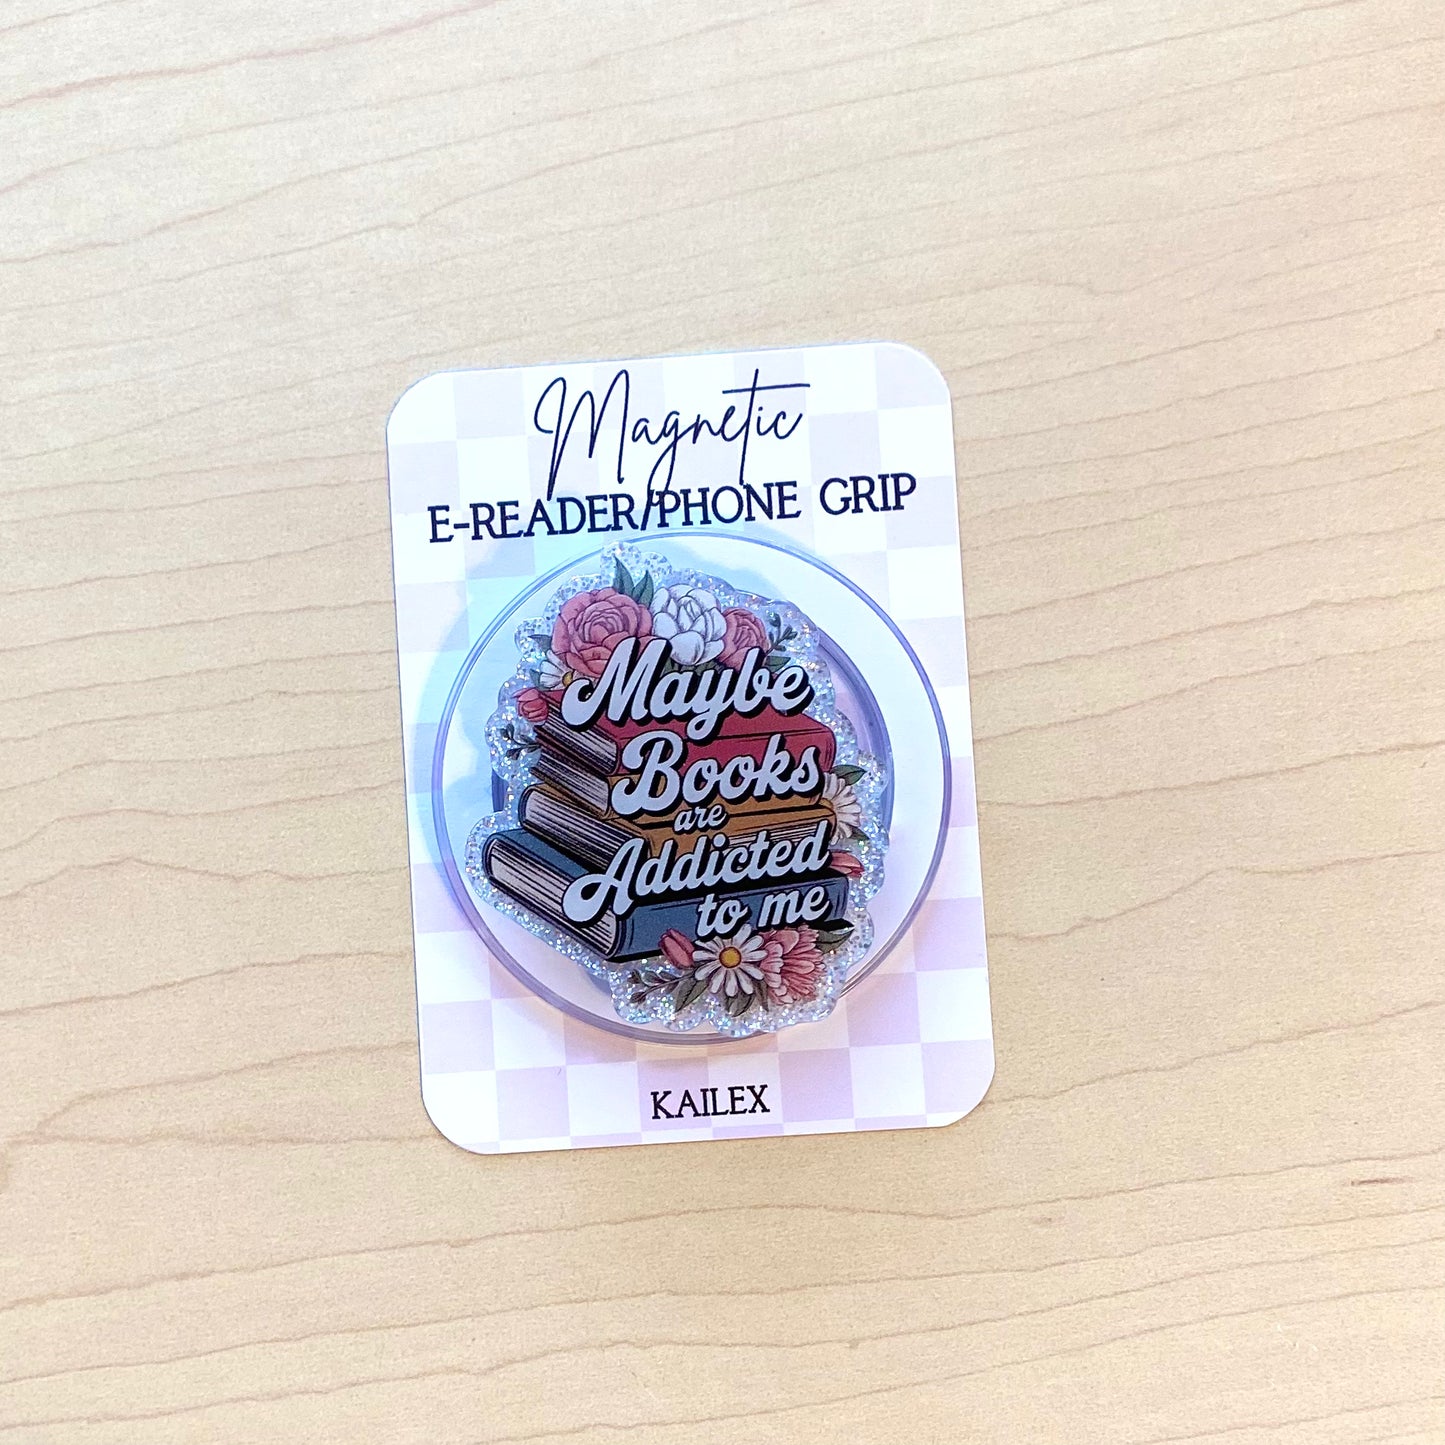 Magnetic
E-READER/PHONE GRIP
Maybe
Books
are
Addicted
to me
KAILEX